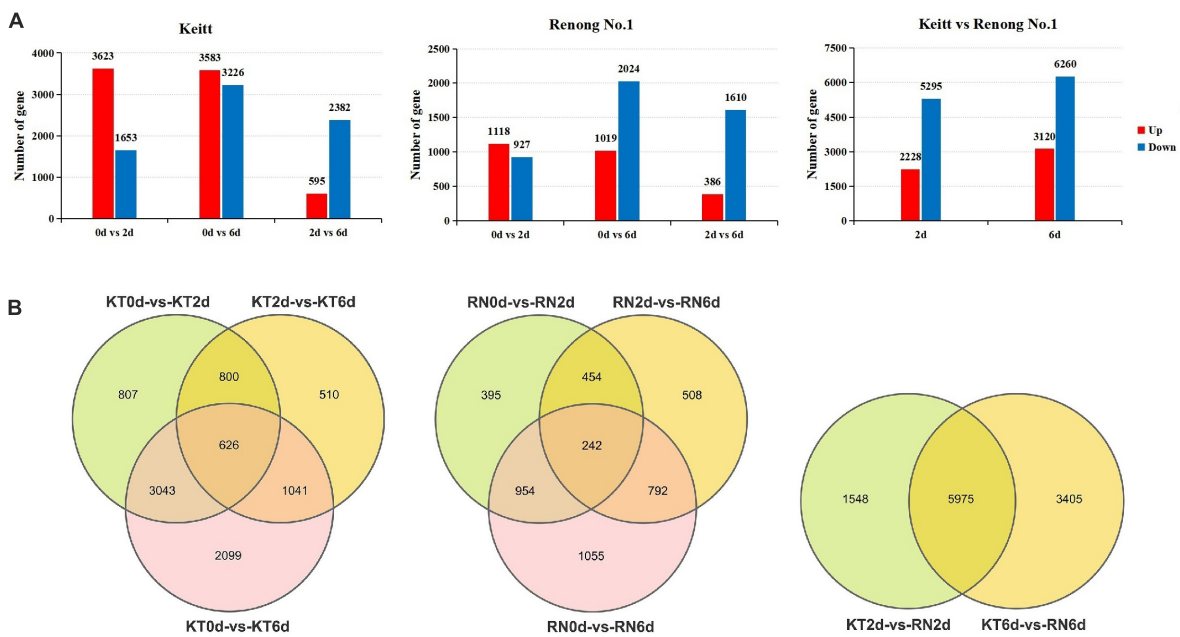 A
Keitt
Number of gene
4000
3000
2000
1000
0
3623
1653
3583
3226
595
2382
0d vs 2d
0d vs 6d
2d vs 6d
Renong No.1
Number of gene
2500
2000
1500
1000
500
0
1118
927
1019
2024
386
1610
0d vs 2d
0d vs 6d
2d vs 6d
Keitt vs Renong No.1
Number of gene
7500
6000
4500
3000
1500
0
2228
5295
3120
6260
2d
6d
Up
Down
B
KT0d-vs-KT2d
KT2d-vs-KT6d
807
800
510
626
3043
1041
2099
KT0d-vs-KT6d
RN0d-vs-RN2d
RN2d-vs-RN6d
395
454
508
242
954
792
1055
RN0d-vs-RN6d
1548
5975
3405
KT2d-vs-RN2d
KT6d-vs-RN6d